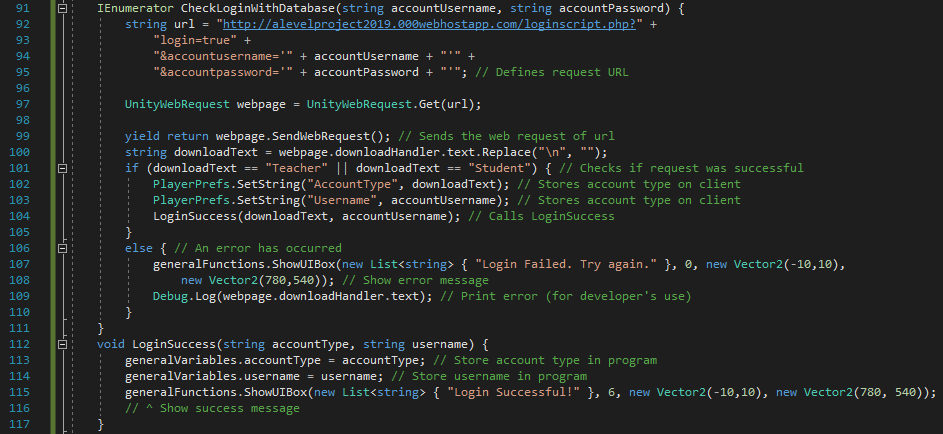 91 IEnumerator CheckLoginWithDatabase(string accountUsername, string accountPassword) {
92 string url = "http://alevelproject2019.000webhostapp.com/loginscript.php?" +
93 "login=true" +
94 "&accountusername='" + accountUsername + "'" +
95 "&accountpassword='" + accountPassword + "'"; // Defines request URL
96
97 UnityWebRequest webpage = UnityWebRequest.Get(url);
98
99 yield return webpage.SendWebRequest(); // Sends the web request of url
100 string downloadText = webpage.downloadHandler.text.Replace("\n", "");
101 if (downloadText == "Teacher" || downloadText == "Student") { // Checks if request was successful
102 PlayerPrefs.SetString("AccountType", downloadText); // Stores account type on client
103 PlayerPrefs.SetString("Username", accountUsername); // Stores account type on client
104 LoginSuccess(downloadText, accountUsername); // Calls LoginSuccess
105 }
106 else { // An error has occurred
107 generalFunctions.ShowUIBox(new List<string> { "Login Failed. Try again." }, 0, new Vector2(-10,10),
108 new Vector2(780,540)); // Show error message
109 Debug.Log(webpage.downloadHandler.text); // Print error (for developer's use)
110 }
111 }
112 void LoginSuccess(string accountType, string username) {
113 generalVariables.accountType = accountType; // Store account type in program
114 generalVariables.username = username; // Store username in program
115 generalFunctions.ShowUIBox(new List<string> { "Login Successful!" }, 6, new Vector2(-10,10), new Vector2(780, 540));
116 // ^ Show success message
117 }